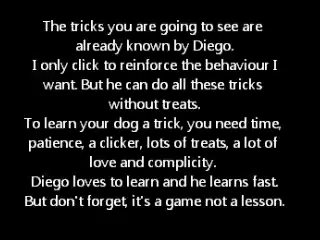 The tricks you are going to see are
already known by Diego.
I only click to reinforce the behaviour I
want. But he can do all these tricks
without treats.
To learn your dog a trick, you need time,
patience, a clicker, lots of treats, a lot of
love and complicity.
Diego loves to learn and he learns fast.
But don't forget, it's a game not a lesson.